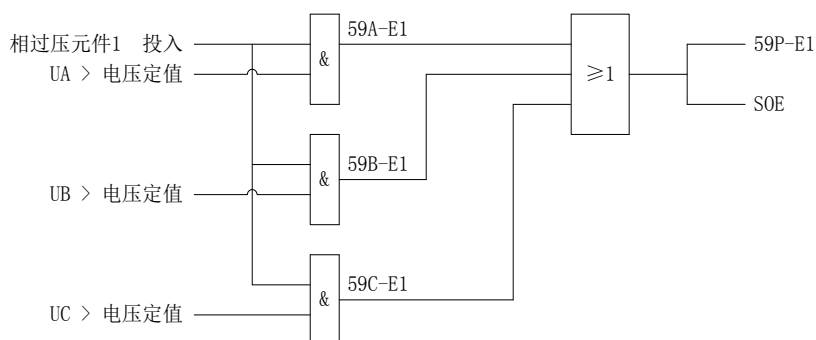 相过压元件1 投入
59A-E1
59P-E1
&
UA > 电压定值
≥1
SOE
59B-E1
&
UB > 电压定值
59C-E1
&
UC > 电压定值